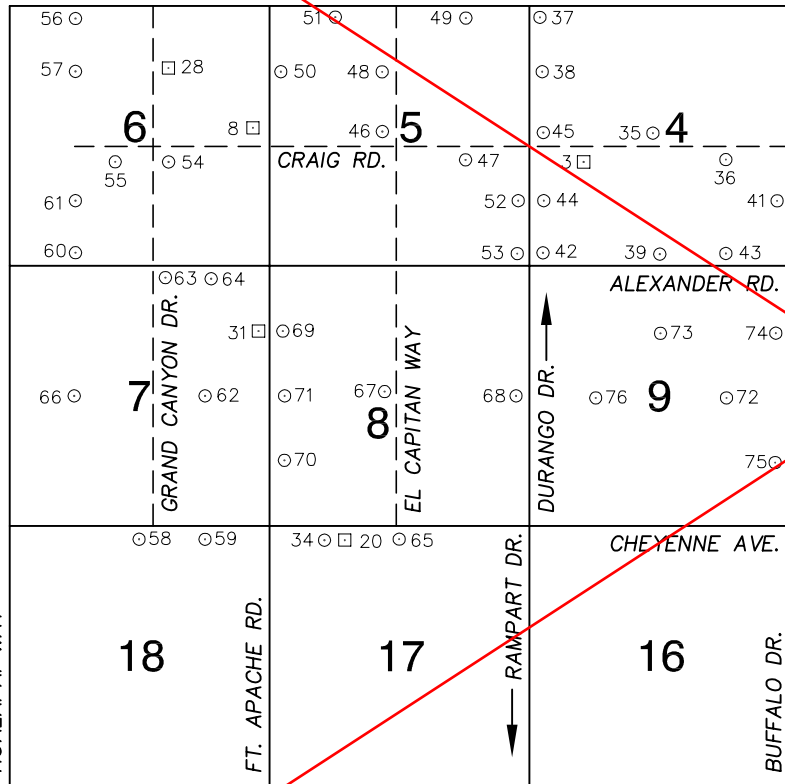 56 51 49 37
57 28 50 48 38
8 6 46 5 45 35 4
55 54 CRAIG RD. 47 3 36
61 52 44 41
60 53 42 39 43
63 64 ALEXANDER RD.
31 69 73 74
66 7 62 71 67 68 76 9 72
8
70 75
GRAND CANYON DR.
EL CAPITAN WAY
DURANGO DR.
58 59 34 20 65 CHEYENNE AVE.
18 17 16
FT. APACHE RD.
RAMPART DR.
BUFFALO DR.